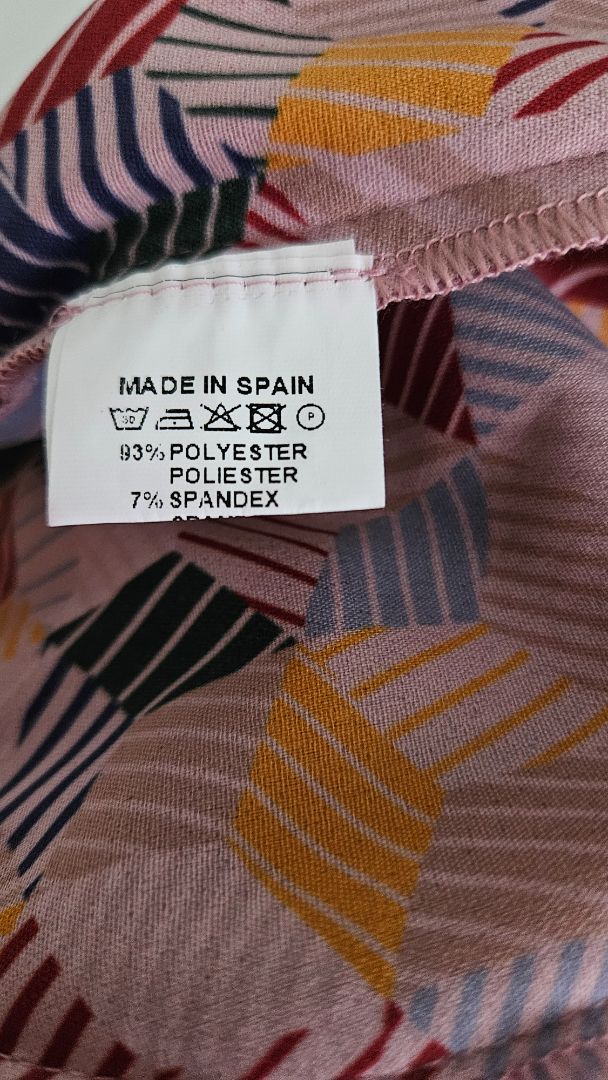 MADE IN SPAIN
30 P
93% POLYESTER
POLIESTER
7% SPANDEX